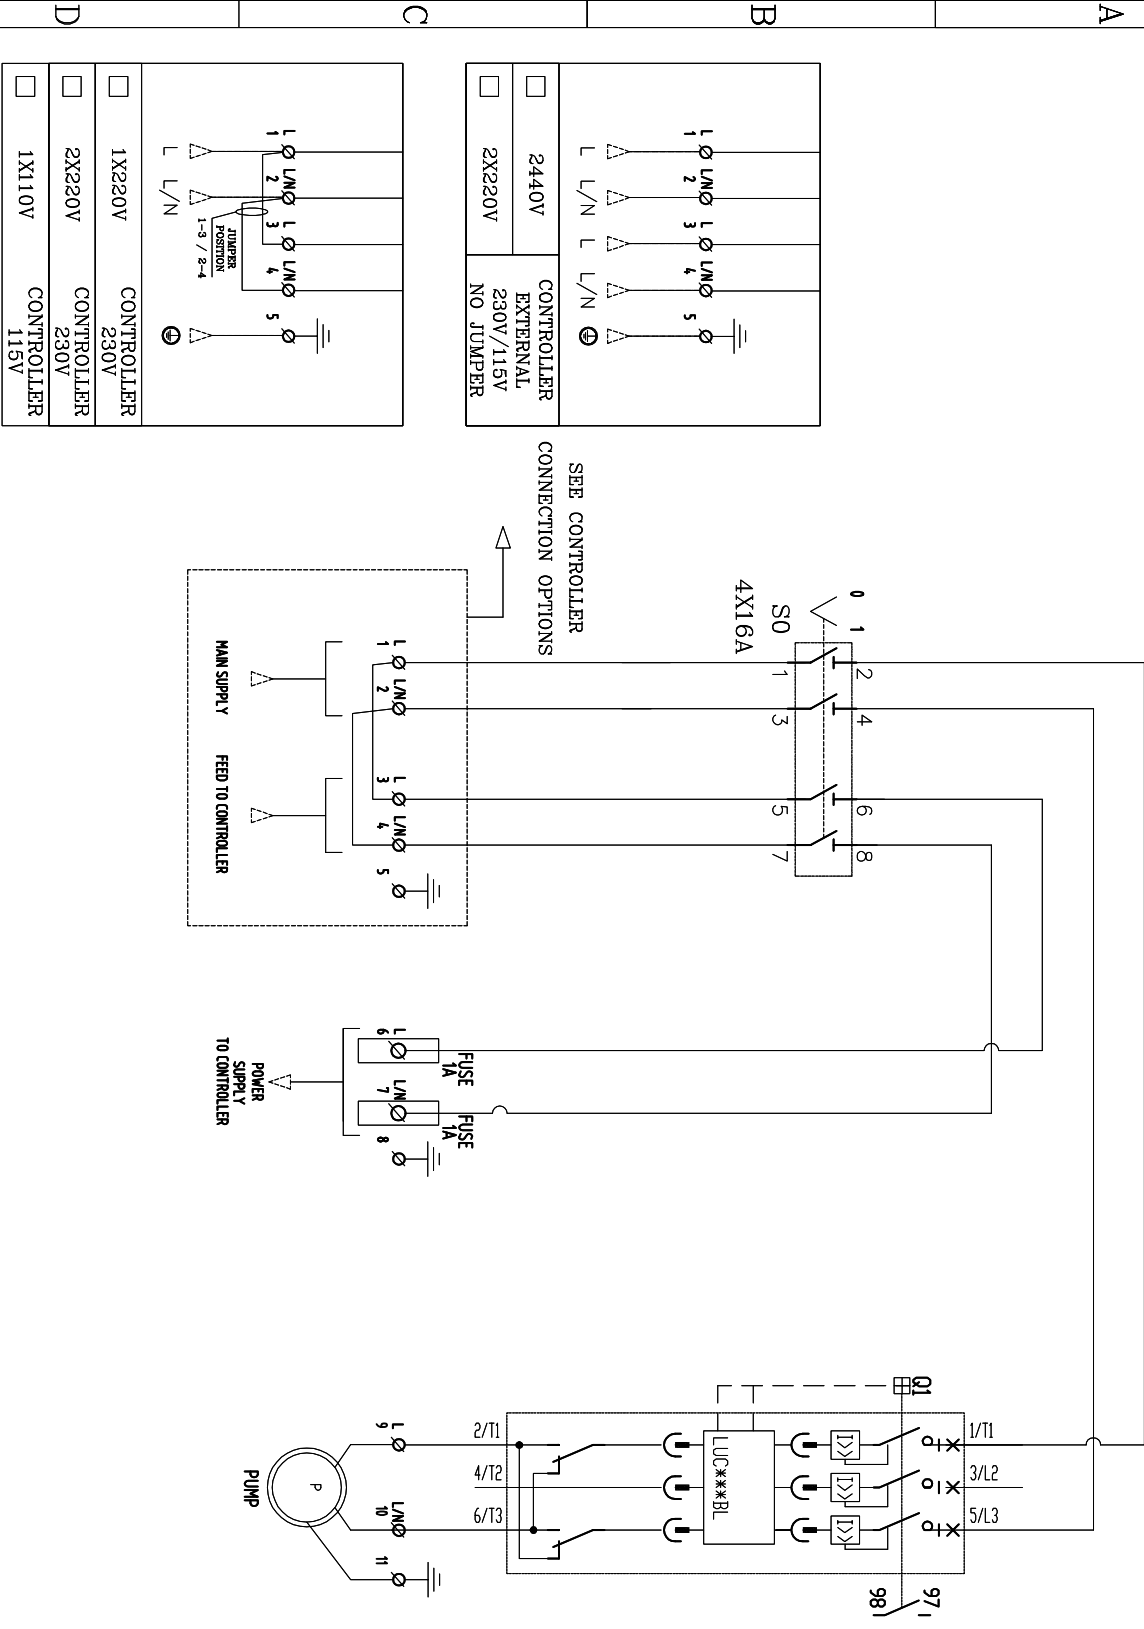 D
C
B
A
1X220V
CONTROLLER
230V
2X220V
CONTROLLER
230V
1X110V
CONTROLLER
115V
L
L/N
L
1
L/N
2
L
3
L/N
4
5
JUMPER
POSITION
1-3 / 2-4
2440V
2X220V
CONTROLLER
EXTERNAL
230V/115V
NO JUMPER
L
L/N
L
L/N
L
1
L/N
2
L
3
L/N
4
5
SEE CONTROLLER
CONNECTION OPTIONS
0
1
S0
4X16A
2
4
6
8
1
3
5
7
L
1
L/N
2
L
3
L/N
4
5
MAIN SUPPLY
FEED TO CONTROLLER
FUSE
1A
FUSE
1A
L
6
L/N
7
8
POWER
SUPPLY
TO CONTROLLER
Q1
1/T1
3/L2
5/L3
97
98
I>>
I>>
I>>
LUC***BL
2/T1
4/T2
6/T3
L
9
L/N
10
11
P
PUMP